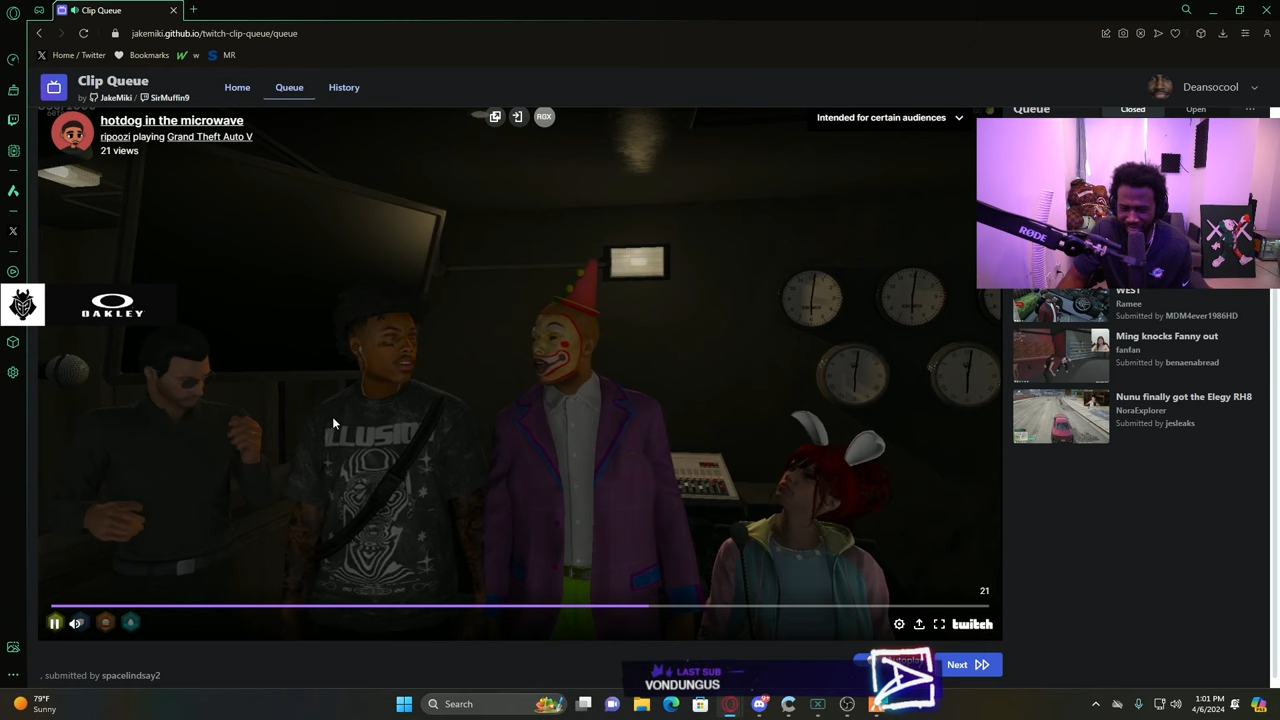 Clip Queue
jakemiki.github.io/twitch-clip-queue/queue
Home / Twitter
Bookmarks
w
MR
Clip Queue
by JakeMiki / SirMuffin9
Home
Queue
History
Deansocool
hotdog in the microwave
ripoozi playing Grand Theft Auto V
21 views
RGX
Intended for certain audiences
Queue
Closed
Open
RØDE
OAKLEY
ILLUSIO
WEST
Ramee
Submitted by MDM4ever1986HD
Ming knocks Fanny out
fanfan
Submitted by benaenabread
Nunu finally got the Elegy RH8
NoraExplorer
Submitted by jesleaks
21
twitch
Next
, submitted by spacelindsay2
LAST SUB
VONDUNGUS
79°F
Sunny
Search
1:01 PM
4/6/2024